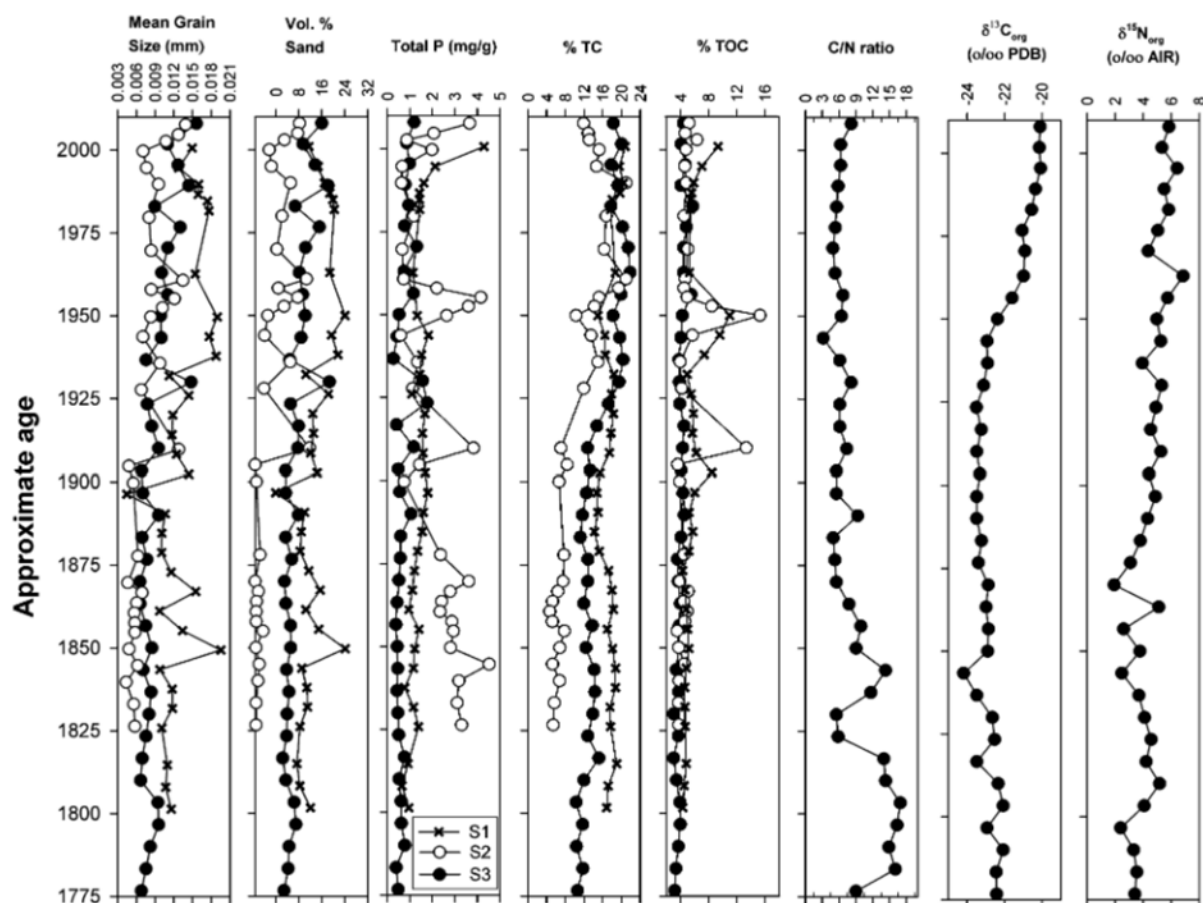 Mean Grain
Size (mm)
Vol. %
Sand
Total P (mg/g)
% TC
% TOC
C/N ratio
δ¹³C_org
(o/oo PDB)
δ¹⁵N_org
(o/oo AIR)
0.003 0.006 0.009 0.012 0.015 0.018 0.021
0 8 16 24 32
0 1 2 3 4 5
0 4 8 12 16 20 24
4 8 12 16
0 3 6 9 12 15 18
-24 -22 -20
0 2 4 6 8
Approximate age
2000
1975
1950
1925
1900
1875
1850
1825
1800
1775
S1
S2
S3